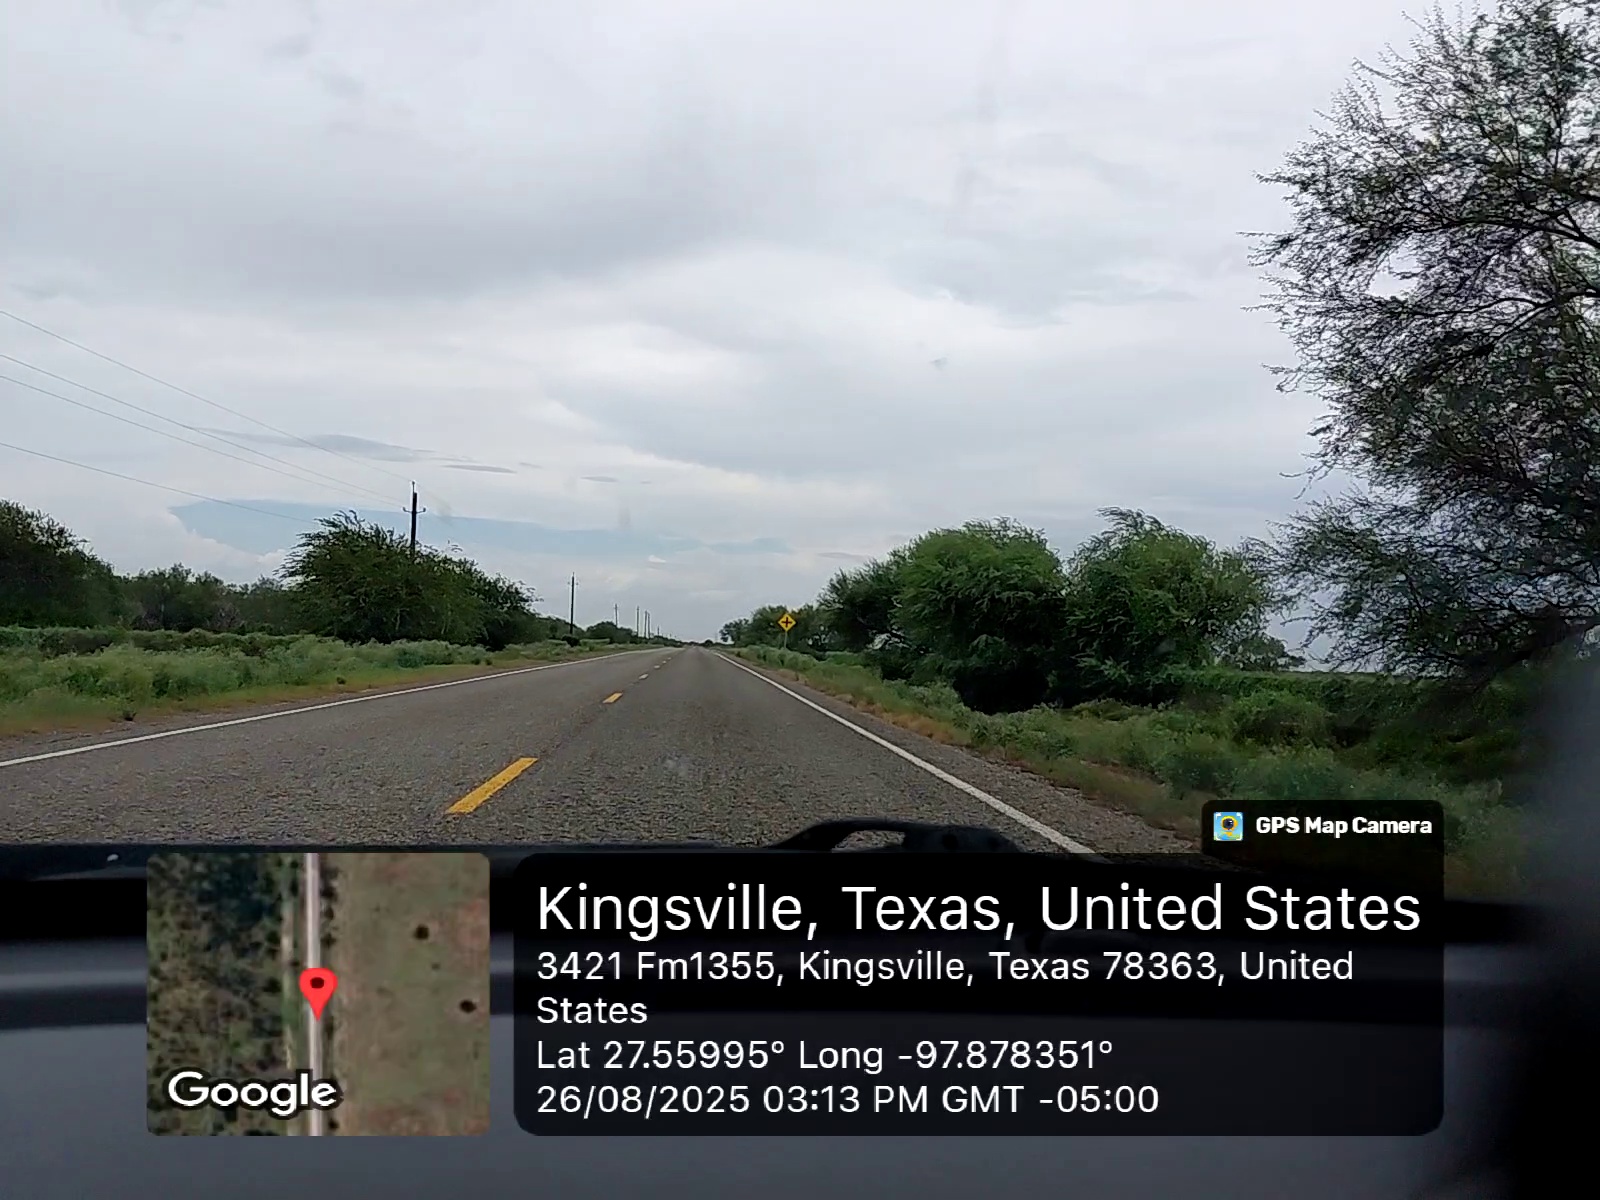 GPS Map Camera
Kingsville, Texas, United States
3421 Fm1355, Kingsville, Texas 78363, United
States
Lat 27.55995° Long -97.878351°
26/08/2025 03:13 PM GMT -05:00
Google